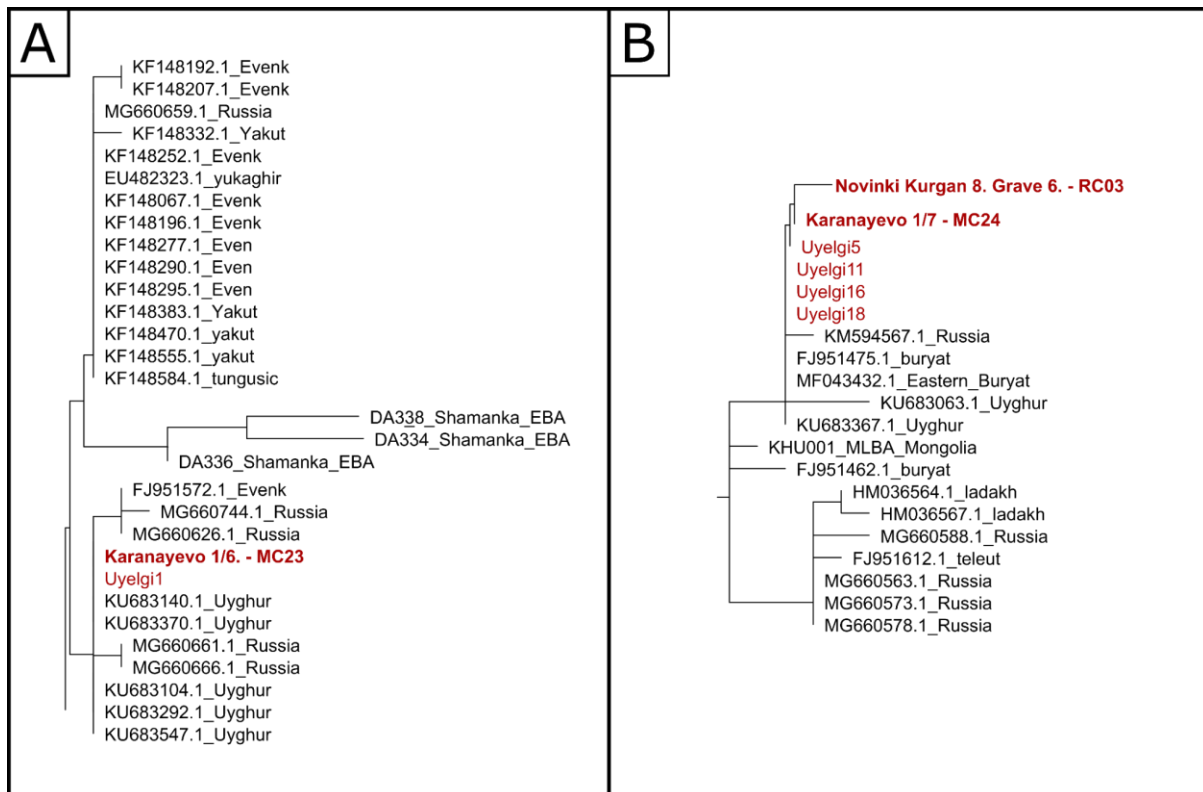 A
KF148192.1_Evenk
KF148207.1_Evenk
MG660659.1_Russia
KF148332.1_Yakut
KF148252.1_Evenk
EU482323.1_yukaghir
KF148067.1_Evenk
KF148196.1_Evenk
KF148277.1_Even
KF148290.1_Even
KF148295.1_Even
KF148383.1_Yakut
KF148470.1_yakut
KF148555.1_yakut
KF148584.1_tungusic
DA338_Shamanka_EBA
DA334_Shamanka_EBA
DA336_Shamanka_EBA
FJ951572.1_Evenk
MG660744.1_Russia
MG660626.1_Russia
Karanayevo 1/6. - MC23
Uyelgi1
KU683140.1_Uyghur
KU683370.1_Uyghur
MG660661.1_Russia
MG660666.1_Russia
KU683104.1_Uyghur
KU683292.1_Uyghur
KU683547.1_Uyghur
B
Novinki Kurgan 8. Grave 6. - RC03
Karanayevo 1/7 - MC24
Uyelgi5
Uyelgi11
Uyelgi16
Uyelgi18
KM594567.1_Russia
FJ951475.1_buryat
MF043432.1_Eastern_Buryat
KU683063.1_Uyghur
KU683367.1_Uyghur
KHU001_MLBA_Mongolia
FJ951462.1_buryat
HM036564.1_ladakh
HM036567.1_ladakh
MG660588.1_Russia
FJ951612.1_teleut
MG660563.1_Russia
MG660573.1_Russia
MG660578.1_Russia